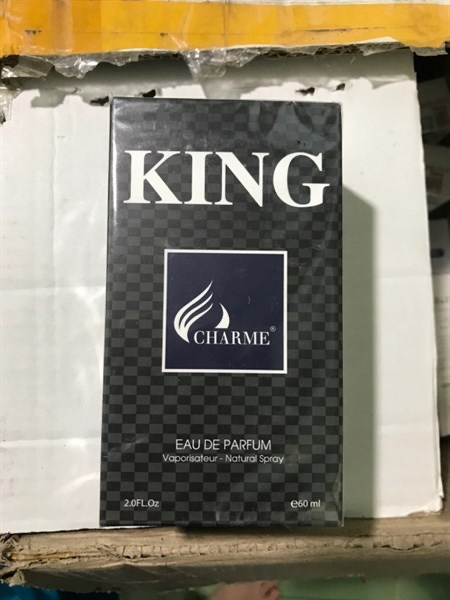 KING
CHARME®
EAU DE PARFUM
Vaporisateur - Natural Spray
2.0FL.Oz
℮60 ml